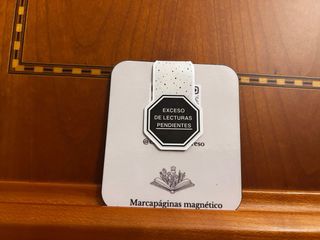 EXCESO
DE LECTURAS
PENDIENTES
Marcapáginas magnético